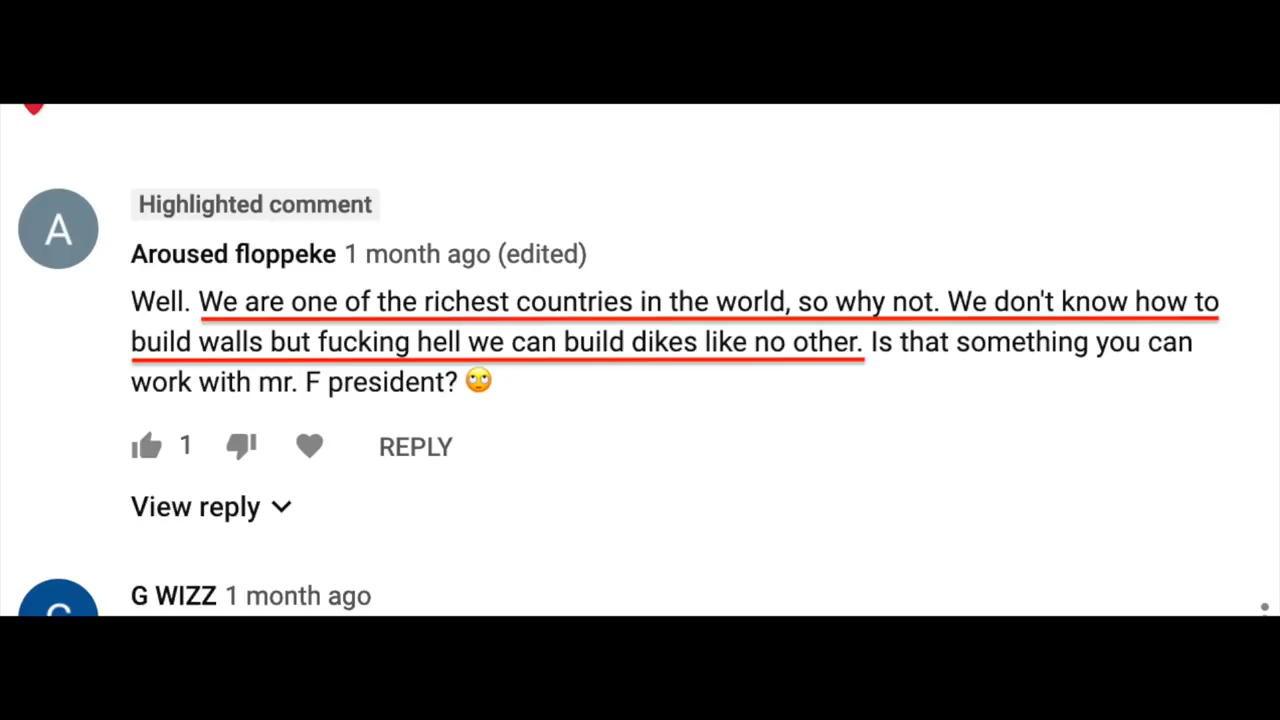 Highlighted comment
A
Aroused floppeke 1 month ago (edited)
Well. We are one of the richest countries in the world, so why not. We don't know how to
build walls but fucking hell we can build dikes like no other. Is that something you can
work with mr. F president? 🙄
1 REPLY
View reply
G WIZZ 1 month ago